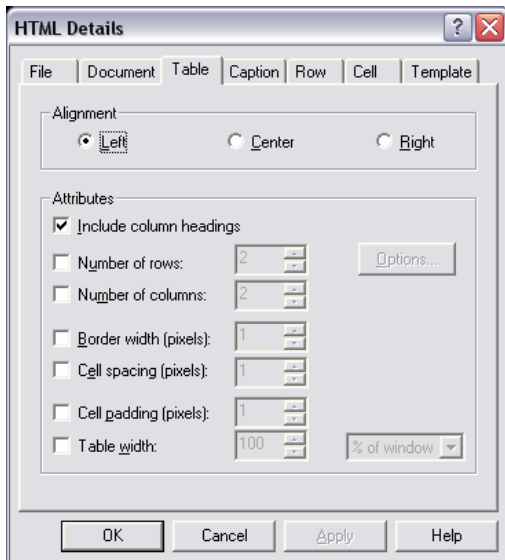 HTML Details
File Document Table Caption Row Cell Template
Alignment
Left Center Right
Attributes
Include column headings
Number of rows: 2 Options...
Number of columns: 2
Border width (pixels): 1
Cell spacing (pixels): 1
Cell padding (pixels): 1
Table width: 100 % of window
OK Cancel Apply Help